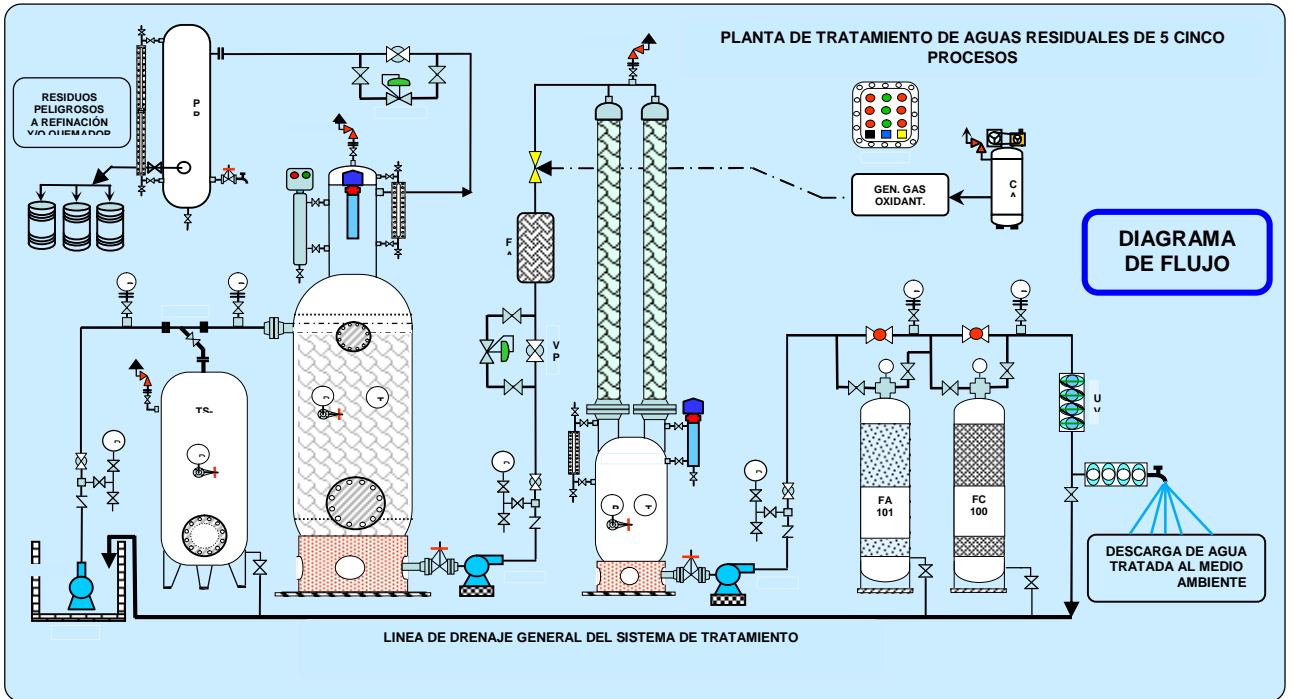 PLANTA DE TRATAMIENTO DE AGUAS RESIDUALES DE 5 CINCO
PROCESOS
RESIDUOS
PELIGROSOS
A REFINACIÓN
Y/O QUEMADOR
GEN. GAS
OXIDANT.
DIAGRAMA
DE FLUJO
TS-
V
P
FA
101
FC
100
DESCARGA DE AGUA
TRATADA AL MEDIO
AMBIENTE
LINEA DE DRENAJE GENERAL DEL SISTEMA DE TRATAMIENTO